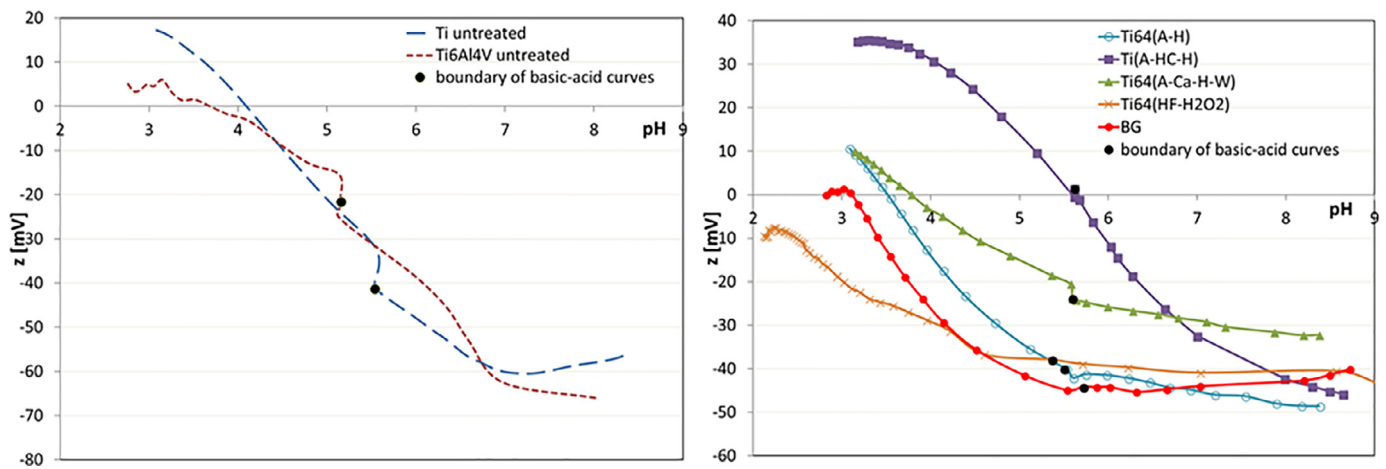 20
10
0
-10
-20
-30
-40
-50
-60
-70
-80
z [mV]
2 3 4 5 6 7 8 9
pH
Ti untreated
Ti6Al4V untreated
boundary of basic-acid curves
40
30
20
10
0
-10
-20
-30
-40
-50
-60
z [mV]
2 3 4 5 6 7 8 9
pH
Ti64(A-H)
Ti(A-HC-H)
Ti64(A-Ca-H-W)
Ti64(HF-H2O2)
BG
boundary of basic-acid curves